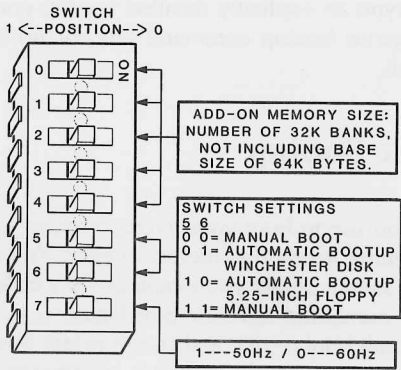 SWITCH
1 <--POSITION--> 0
NO
0
1
2
3
4
5
6
7
ADD-ON MEMORY SIZE:
NUMBER OF 32K BANKS,
NOT INCLUDING BASE
SIZE OF 64K BYTES.
SWITCH SETTINGS
5 6
0 0= MANUAL BOOT
0 1= AUTOMATIC BOOTUP
WINCHESTER DISK
1 0= AUTOMATIC BOOTUP
5.25-INCH FLOPPY
1 1= MANUAL BOOT
1---50Hz / 0---60Hz